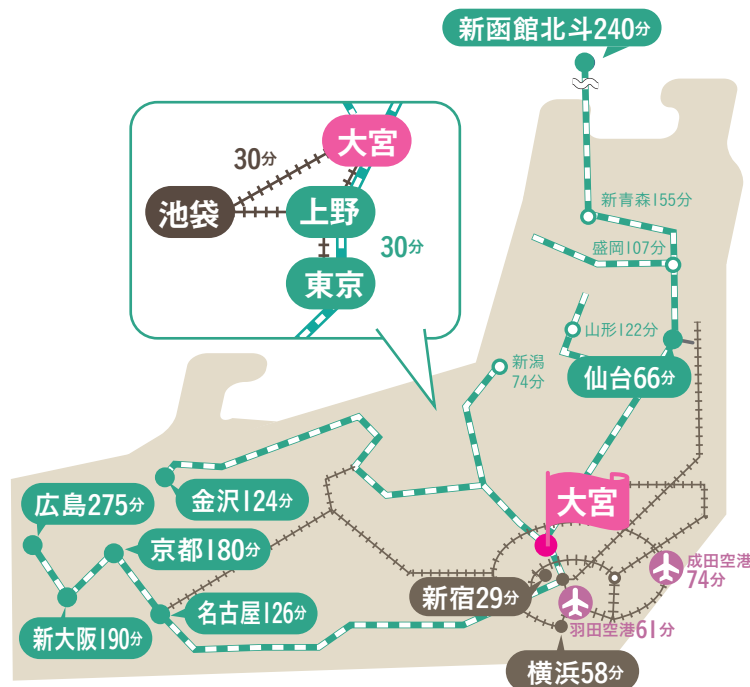 新函館北斗240分
大宮
30分
池袋
上野
30分
東京
新青森155分
盛岡107分
山形122分
新潟
74分
仙台66分
広島275分
金沢124分
大宮
京都180分
成田空港
74分
新宿29分
名古屋126分
新大阪190分
羽田空港61分
横浜58分